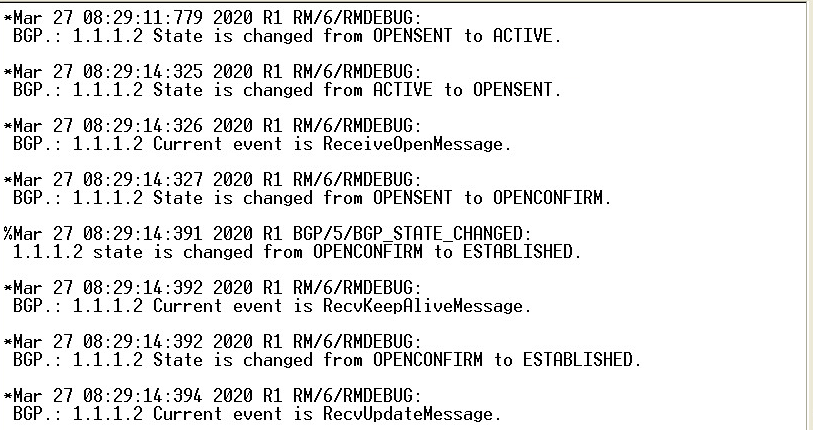 *Mar 27 08:29:11:779 2020 R1 RM/6/RMDEBUG:
BGP.: 1.1.1.2 State is changed from OPENSENT to ACTIVE.
*Mar 27 08:29:14:325 2020 R1 RM/6/RMDEBUG:
BGP.: 1.1.1.2 State is changed from ACTIVE to OPENSENT.
*Mar 27 08:29:14:326 2020 R1 RM/6/RMDEBUG:
BGP.: 1.1.1.2 Current event is ReceiveOpenMessage.
*Mar 27 08:29:14:327 2020 R1 RM/6/RMDEBUG:
BGP.: 1.1.1.2 State is changed from OPENSENT to OPENCONFIRM.
%Mar 27 08:29:14:391 2020 R1 BGP/5/BGP_STATE_CHANGED:
1.1.1.2 state is changed from OPENCONFIRM to ESTABLISHED.
*Mar 27 08:29:14:392 2020 R1 RM/6/RMDEBUG:
BGP.: 1.1.1.2 Current event is RecvKeepAliveMessage.
*Mar 27 08:29:14:392 2020 R1 RM/6/RMDEBUG:
BGP.: 1.1.1.2 State is changed from OPENCONFIRM to ESTABLISHED.
*Mar 27 08:29:14:394 2020 R1 RM/6/RMDEBUG:
BGP.: 1.1.1.2 Current event is RecvUpdateMessage.